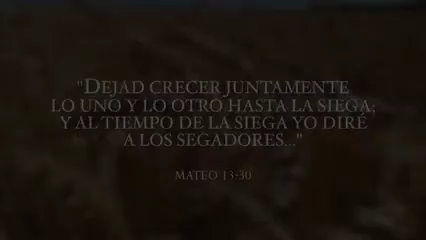 "DEJAD CRECER JUNTAMENTE
LO UNO Y LO OTRO HASTA LA SIEGA;
Y AL TIEMPO DE LA SIEGA YO DIRÉ
A LOS SEGADORES..."
MATEO 13-30